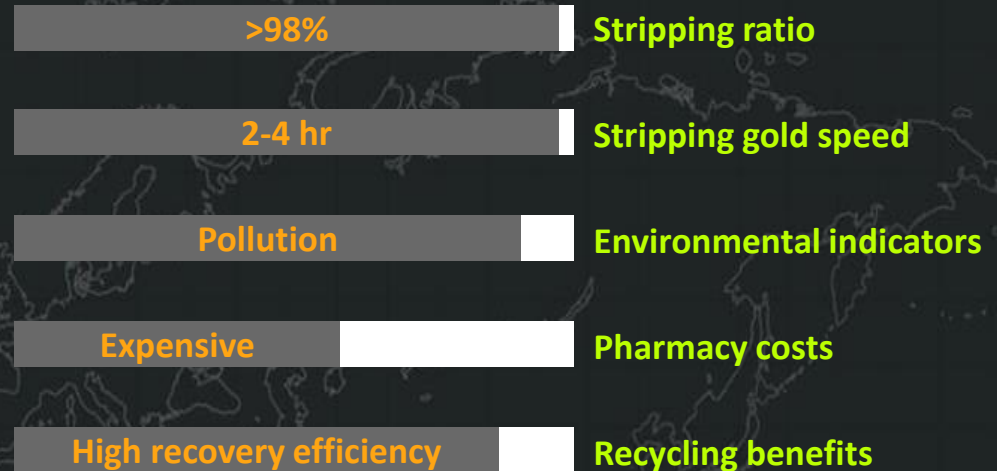 >98% Stripping ratio
2-4 hr Stripping gold speed
Pollution Environmental indicators
Expensive Pharmacy costs
High recovery efficiency Recycling benefits